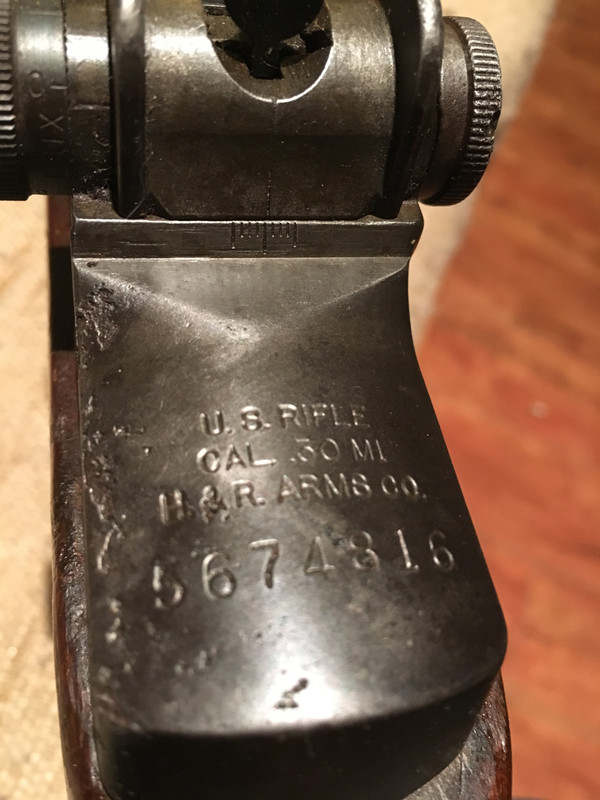 U. S. RIFLE
CAL. .30 M1
H. & R. ARMS CO.
5674816